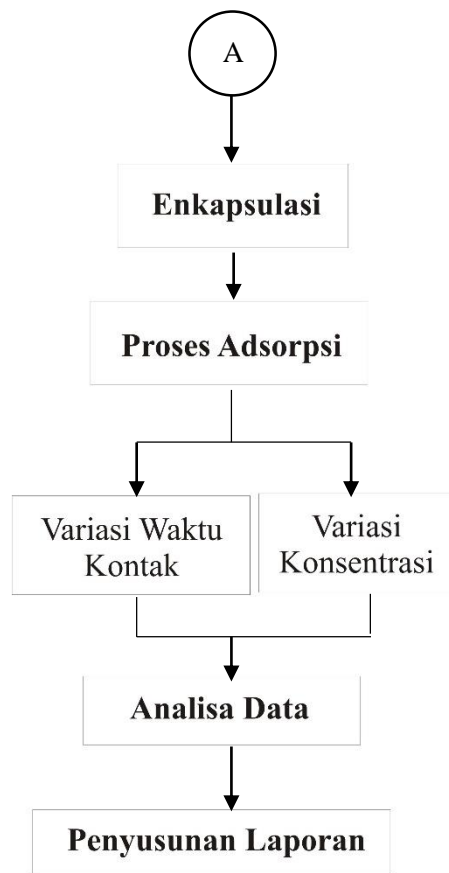 A
Enkapsulasi
Proses Adsorpsi
Variasi Waktu
Kontak
Variasi
Konsentrasi
Analisa Data
Penyusunan Laporan